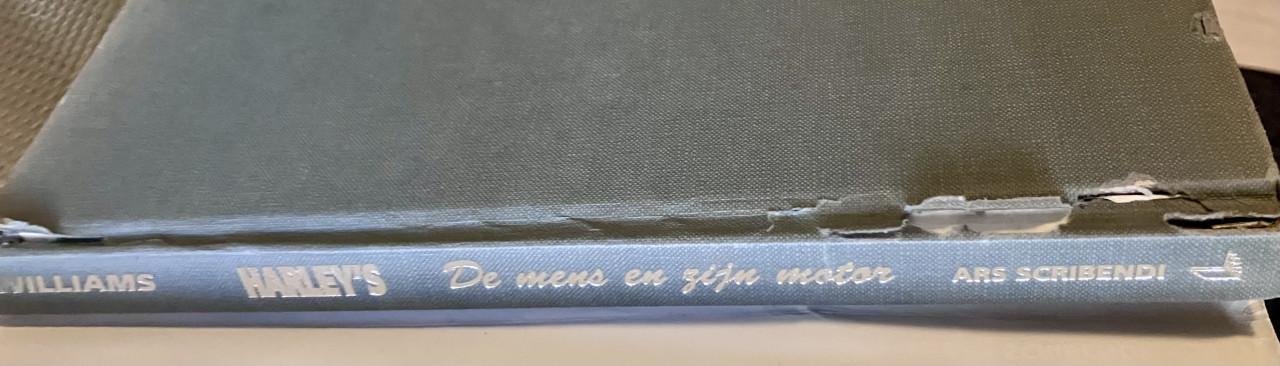 WILLIAMS HARLEY'S De mens en zijn motor ARS SCRIBENDI